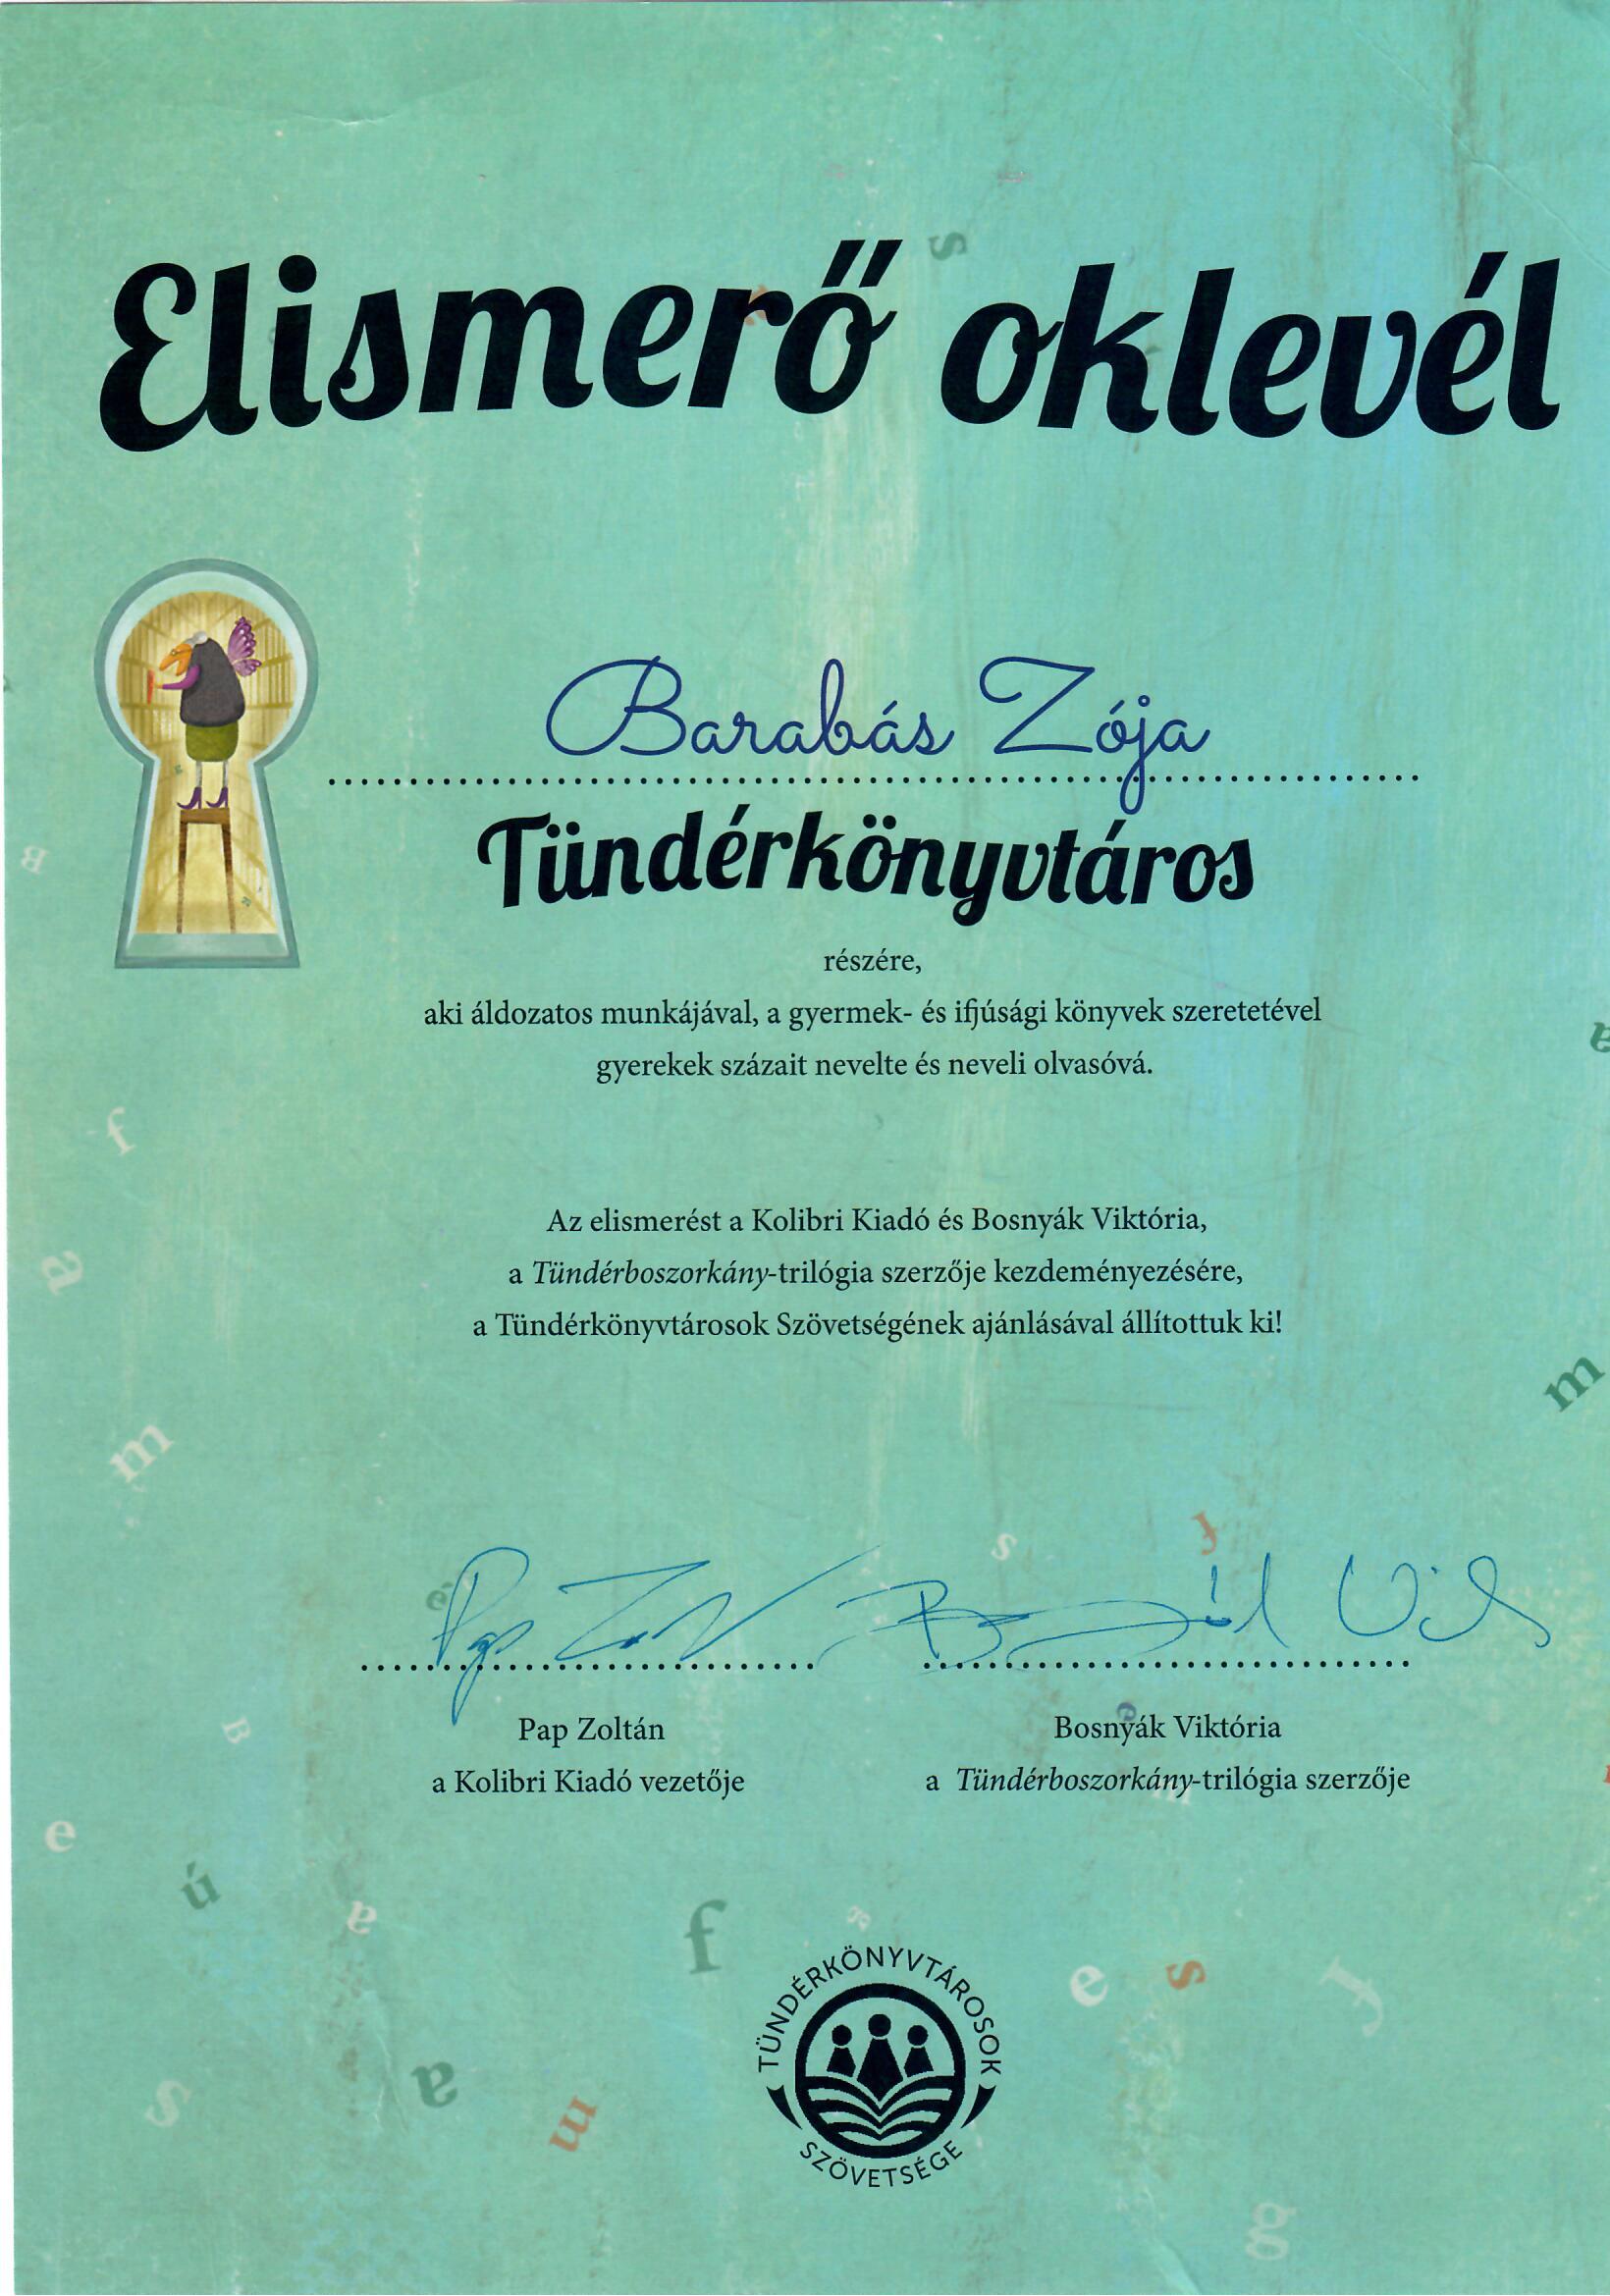 Elismerő oklevél
Barabás Zója
Tündérkönyvtáros
részére,
aki áldozatos munkájával, a gyermek- és ifjúsági könyvek szeretetével
gyerekek százait nevelte és neveli olvasóvá.
Az elismerést a Kolibri Kiadó és Bosnyák Viktória,
a Tündérboszorkány-trilógia szerzője kezdeményezésére,
a Tündérkönyvtárosok Szövetségének ajánlásával állítottuk ki!
Pap Zoltán
a Kolibri Kiadó vezetője
Bosnyák Viktória
a Tündérboszorkány-trilógia szerzője
TÜNDÉRKÖNYVTÁROSOK
SZÖVETSÉGE